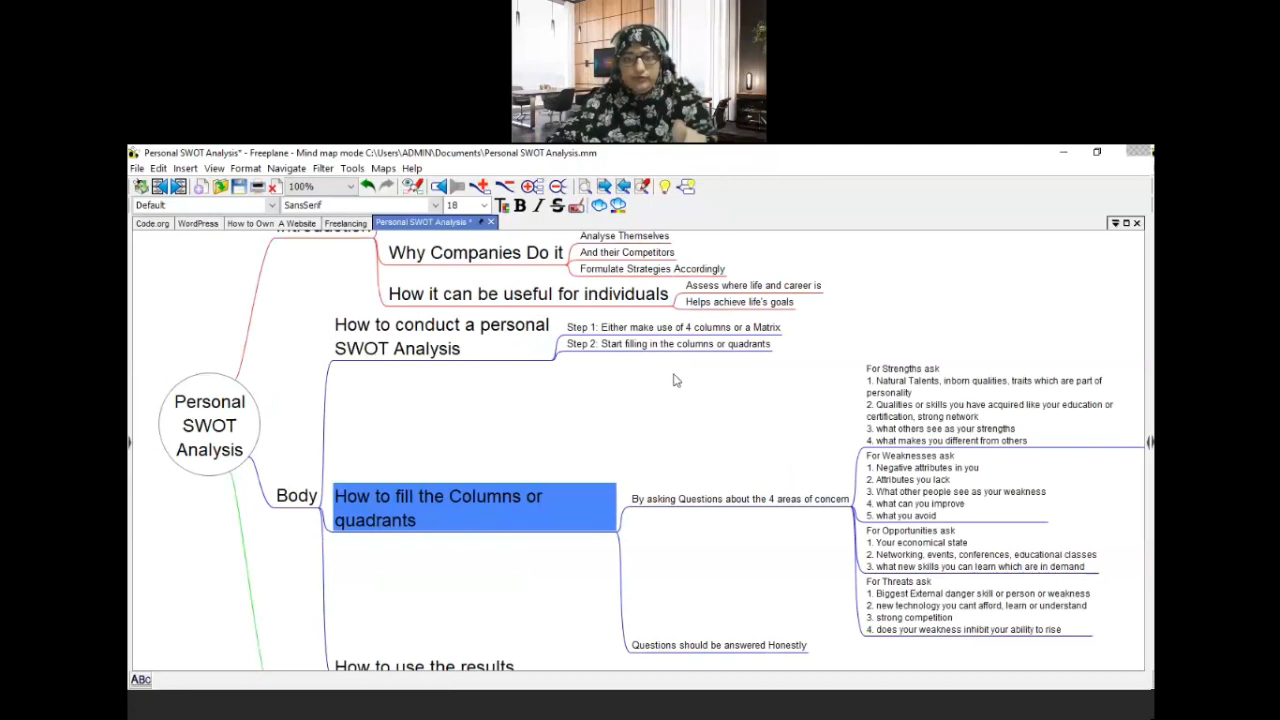 Personal SWOT Analysis* - Freeplane - Mind map mode C:\Users\ADMIN\Documents\Personal SWOT Analysis.mm
File Edit Insert View Format Navigate Filter Tools Maps Help
100%
Default SansSerif 18
Code.org WordPress How to Own A Website Freelancing Personal SWOT Analysis *
Introduction
Why Companies Do it
Analyse Themselves
And their Competitors
Formulate Strategies Accordingly
How it can be useful for individuals
Assess where life and career is
Helps achieve life's goals
Personal
SWOT
Analysis
Body
How to conduct a personal
SWOT Analysis
Step 1: Either make use of 4 columns or a Matrix
Step 2: Start filling in the columns or quadrants
How to fill the Columns or
quadrants
By asking Questions about the 4 areas of concern
For Strengths ask
1. Natural Talents, inborn qualities, traits which are part of
personality
2. Qualities or skills you have acquired like your education or
certification, strong network
3. what others see as your strengths
4. what makes you different from others
For Weaknesses ask
1. Negative attributes in you
2. Attributes you lack
3. What other people see as your weakness
4. what can you improve
5. what you avoid
For Opportunities ask
1. Your economical state
2. Networking, events, conferences, educational classes
3. what new skills you can learn which are in demand
For Threats ask
1. Biggest External danger skill or person or weakness
2. new technology you cant afford, learn or understand
3. strong competition
4. does your weakness inhibit your ability to rise
Questions should be answered Honestly
How to use the results
ABC